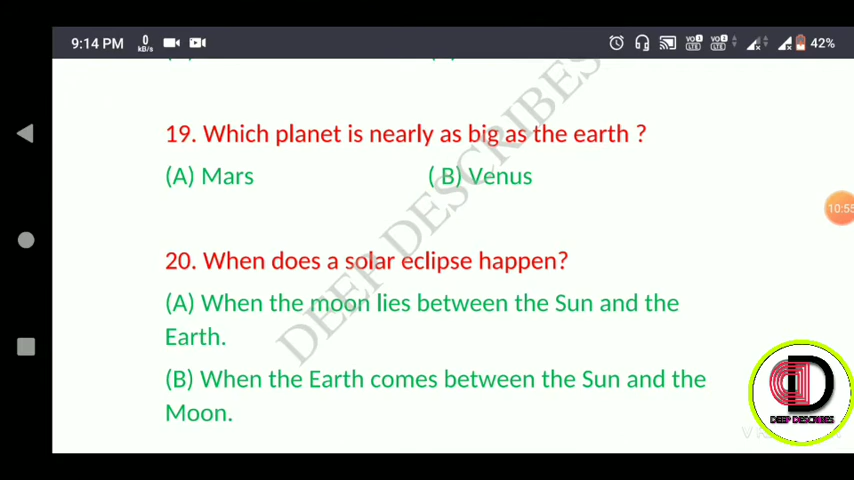 9:14 PM 0 kB/s 42%
19. Which planet is nearly as big as the earth ?
(A) Mars ( B) Venus
10:55
20. When does a solar eclipse happen?
(A) When the moon lies between the Sun and the
Earth.
(B) When the Earth comes between the Sun and the
Moon.
DEEP DESCRIBES
DEEP DESCRIBES